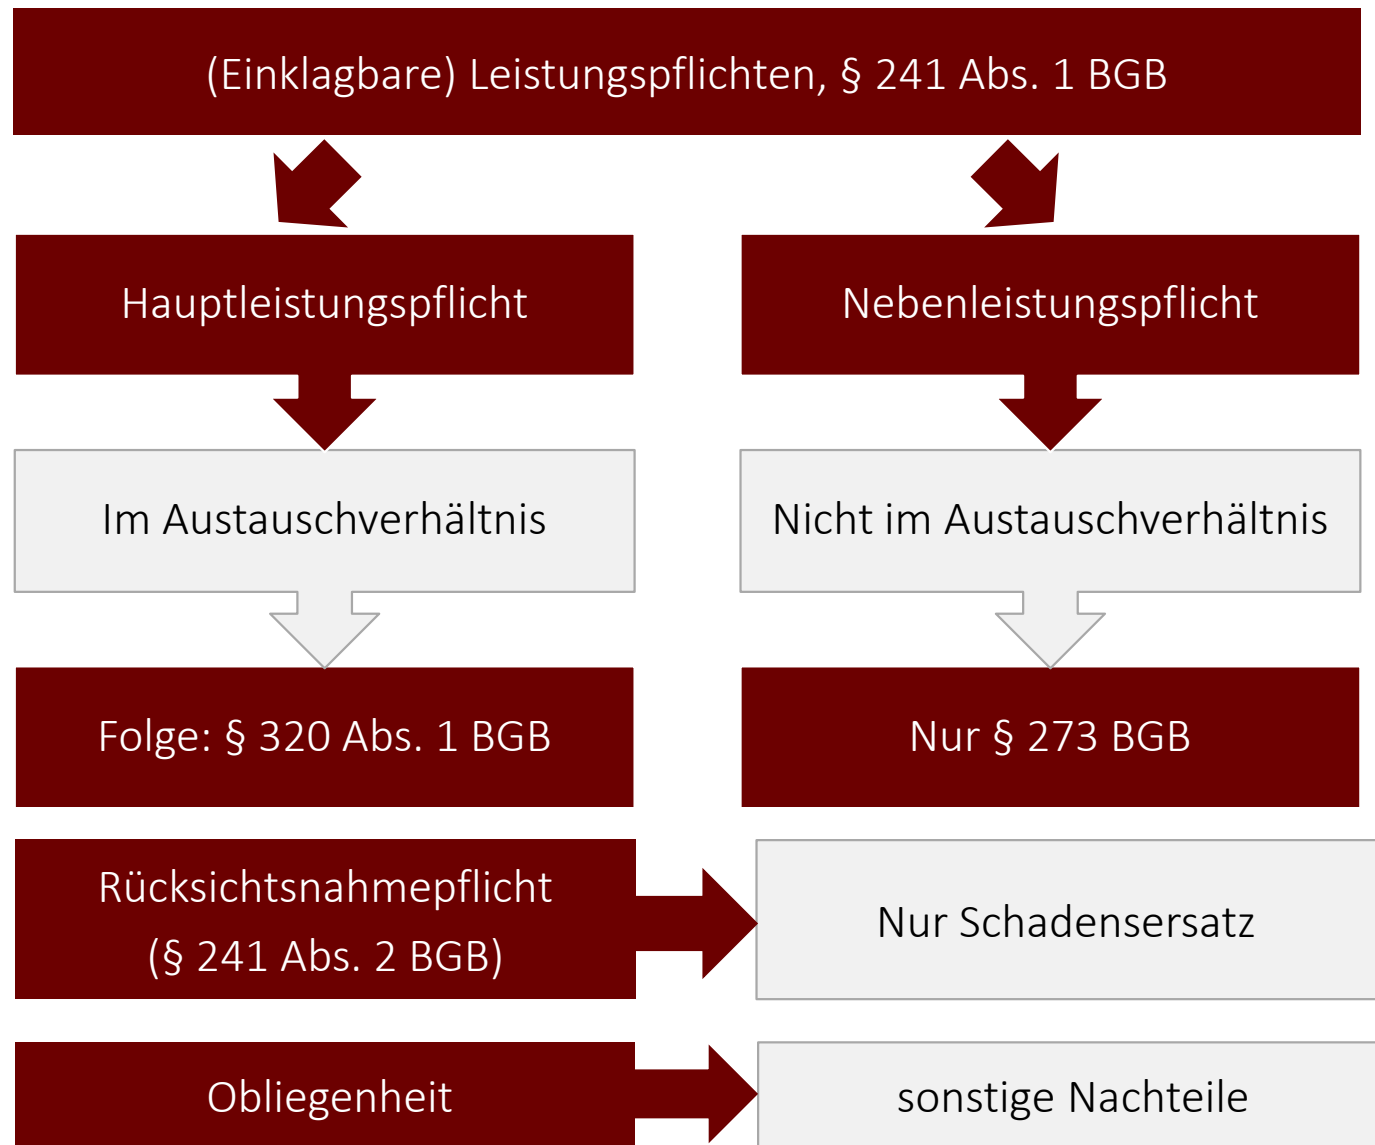 (Einklagbare) Leistungspflichten, § 241 Abs. 1 BGB
Hauptleistungspflicht
Nebenleistungspflicht
Im Austauschverhältnis
Nicht im Austauschverhältnis
Folge: § 320 Abs. 1 BGB
Nur § 273 BGB
Rücksichtsnahmepflicht
(§ 241 Abs. 2 BGB)
Nur Schadensersatz
Obliegenheit
sonstige Nachteile